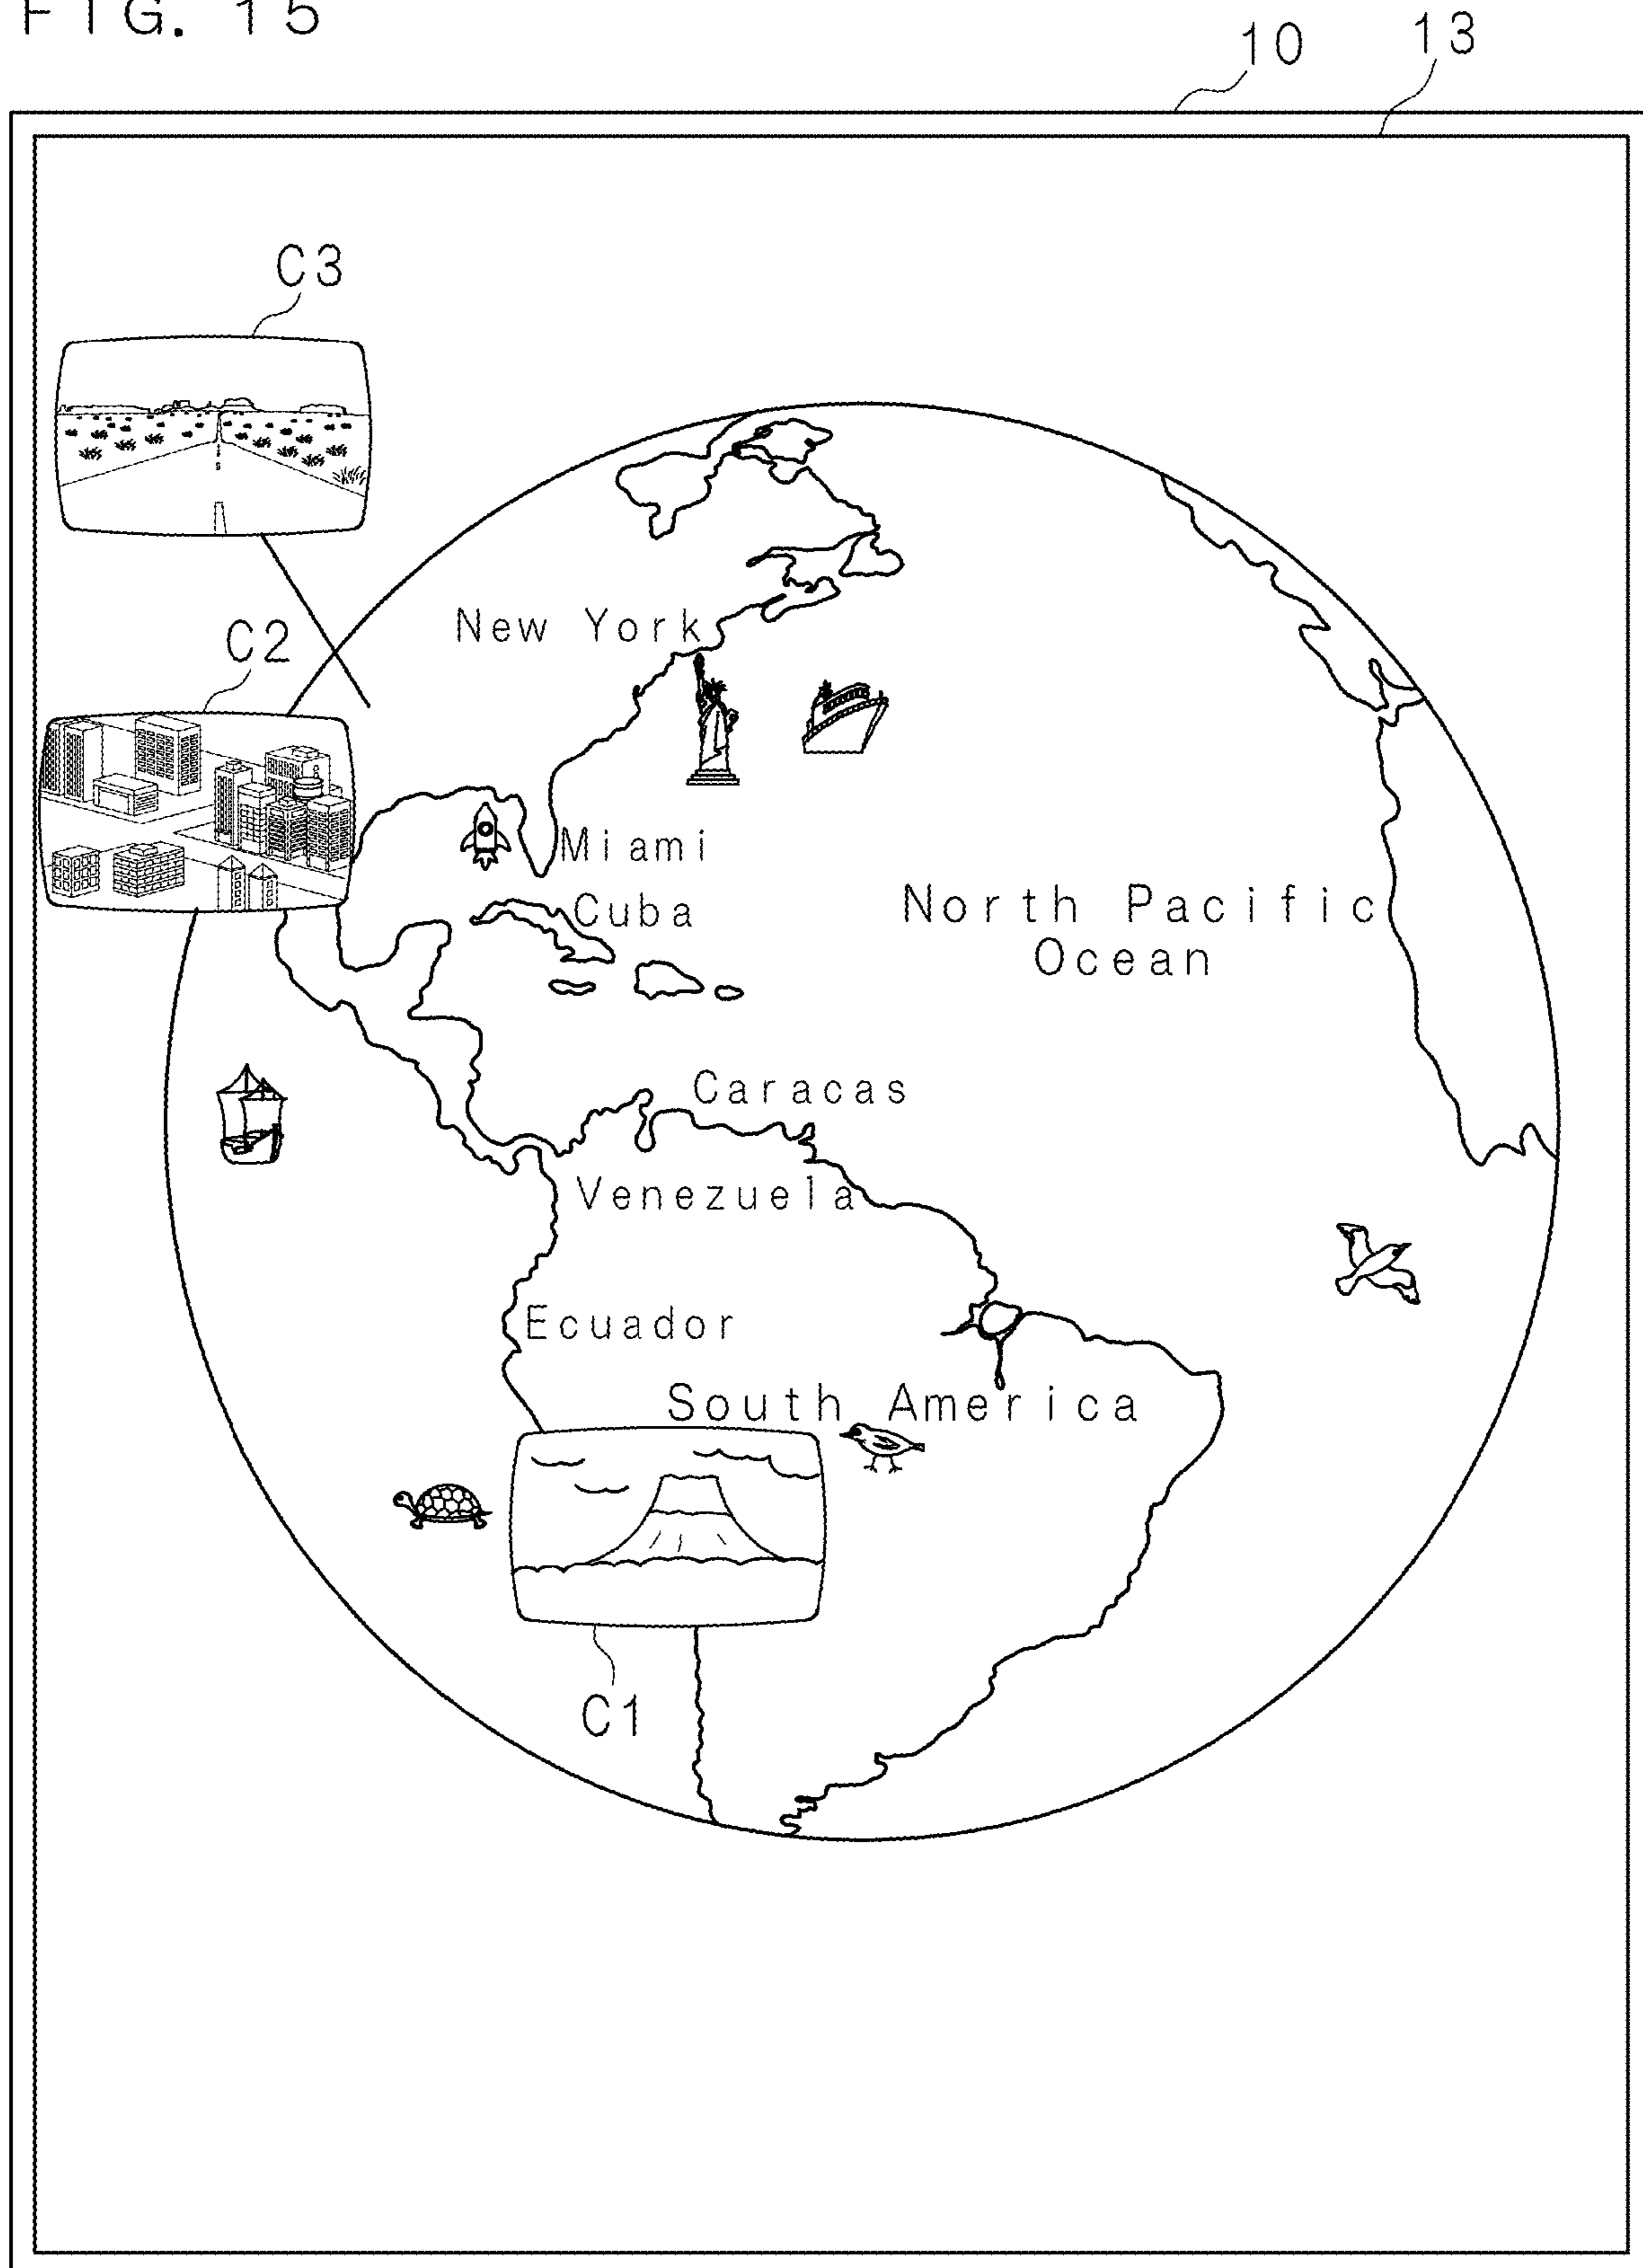 FIG. 15
10
13
C3
New York
C2
Miami
Cuba
North Pacific
Ocean
Caracas
Venezuela
Ecuador
South America
C1